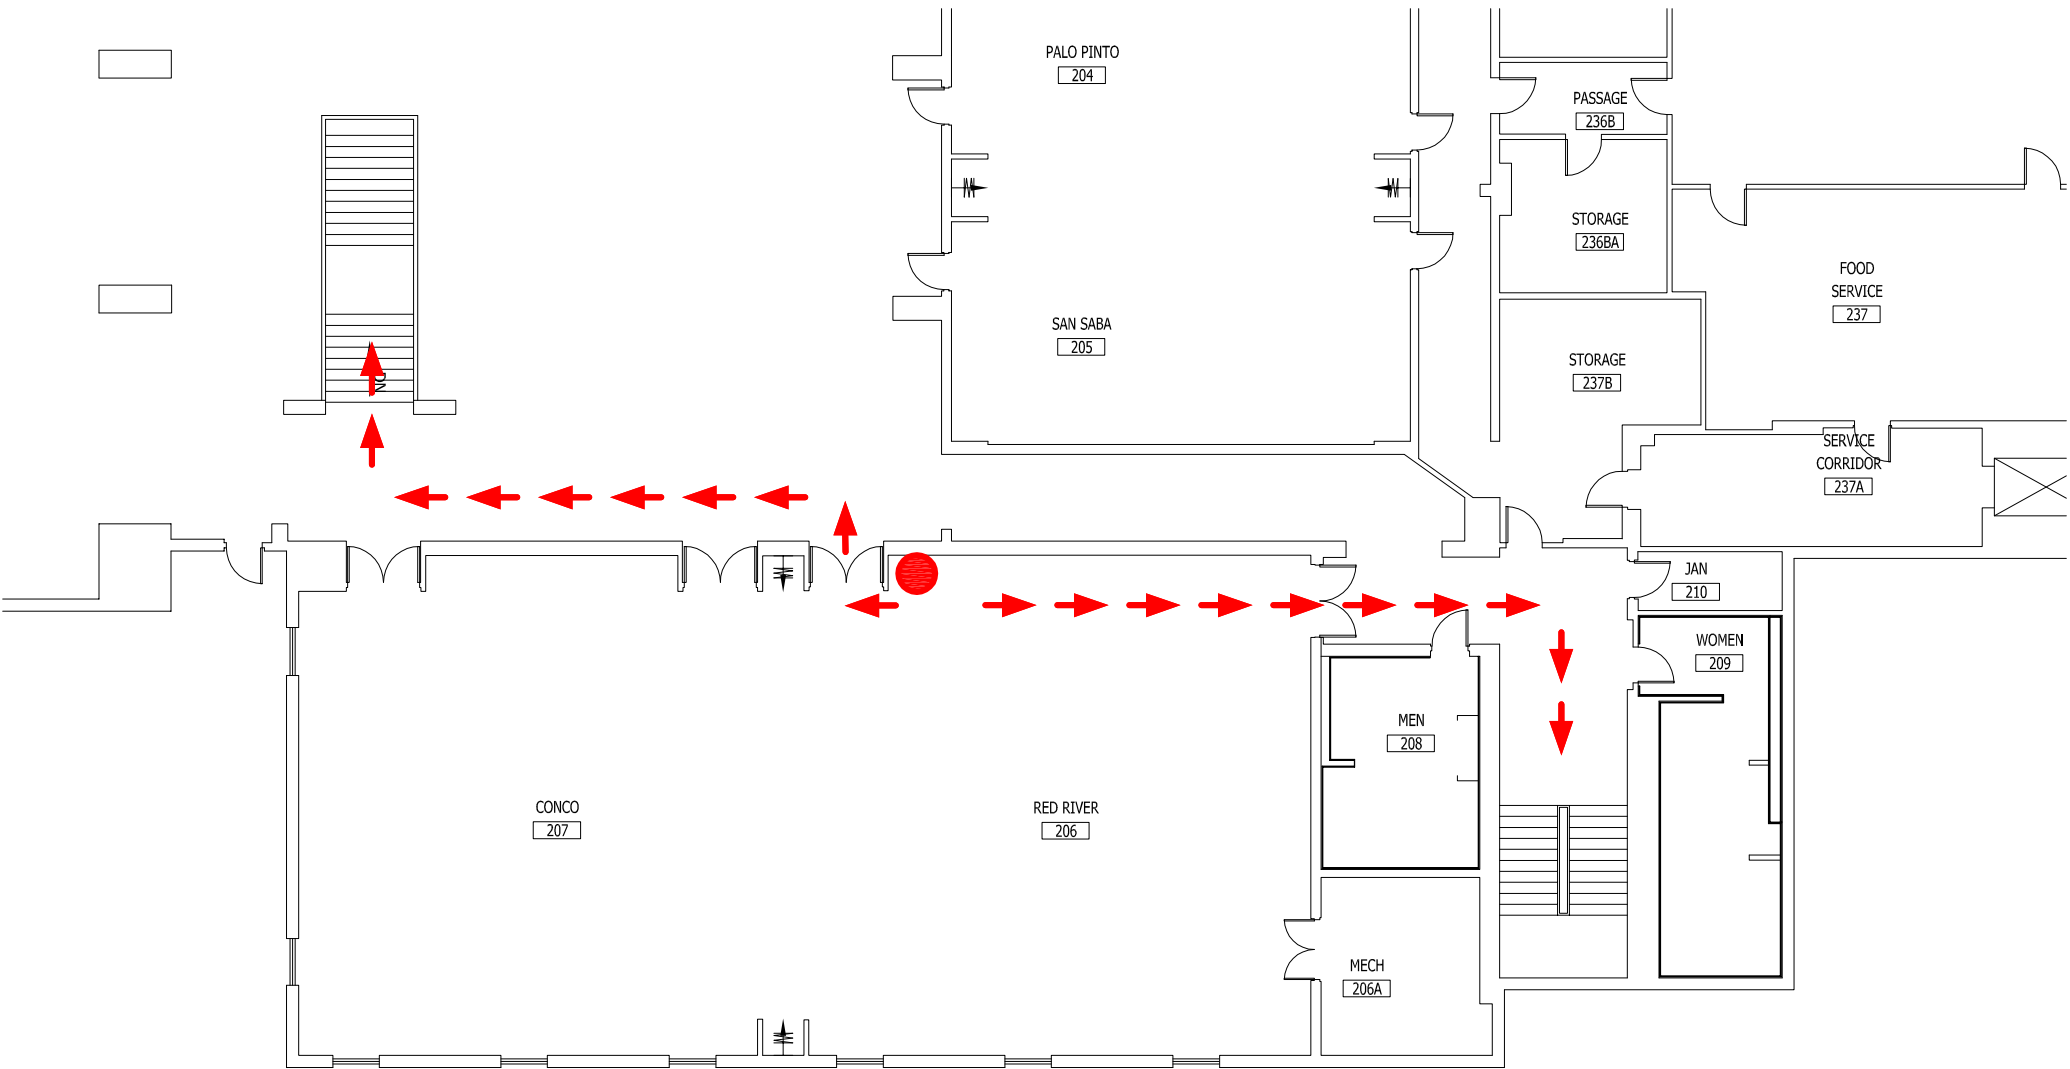 PALO PINTO
204
PASSAGE
236B
STORAGE
236BA
FOOD
SERVICE
237
SAN SABA
205
STORAGE
237B
DN
SERVICE
CORRIDOR
237A
JAN
210
WOMEN
209
MEN
208
CONCO
207
RED RIVER
206
MECH
206A